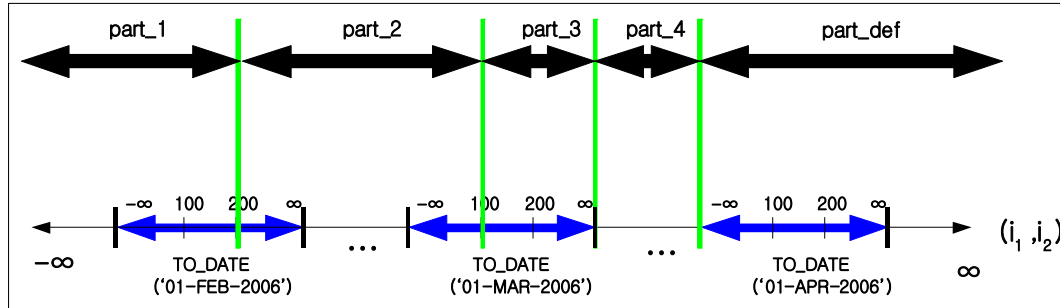 part_1 part_2 part_3 part_4 part_def
-∞ 100 200 ∞ -∞ 100 200 ∞ -∞ 100 200 ∞
... ...
-∞ ∞ (i1 ,i2)
TO_DATE TO_DATE TO_DATE
('01-FEB-2006') ('01-MAR-2006') ('01-APR-2006')